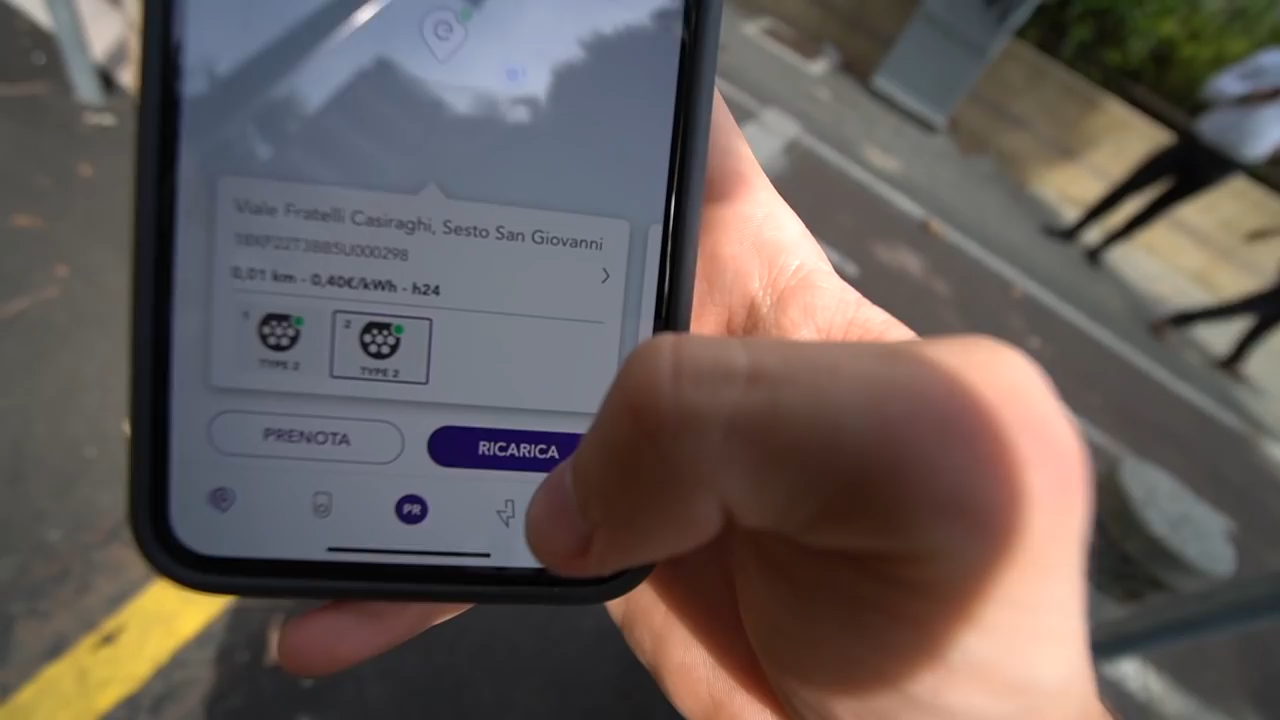 Viale Fratelli Casiraghi, Sesto San Giovanni
0,01 km - 0,40€/kWh - h24
1
TYPE 2
2
TYPE 2
PRENOTA
RICARICA
PR